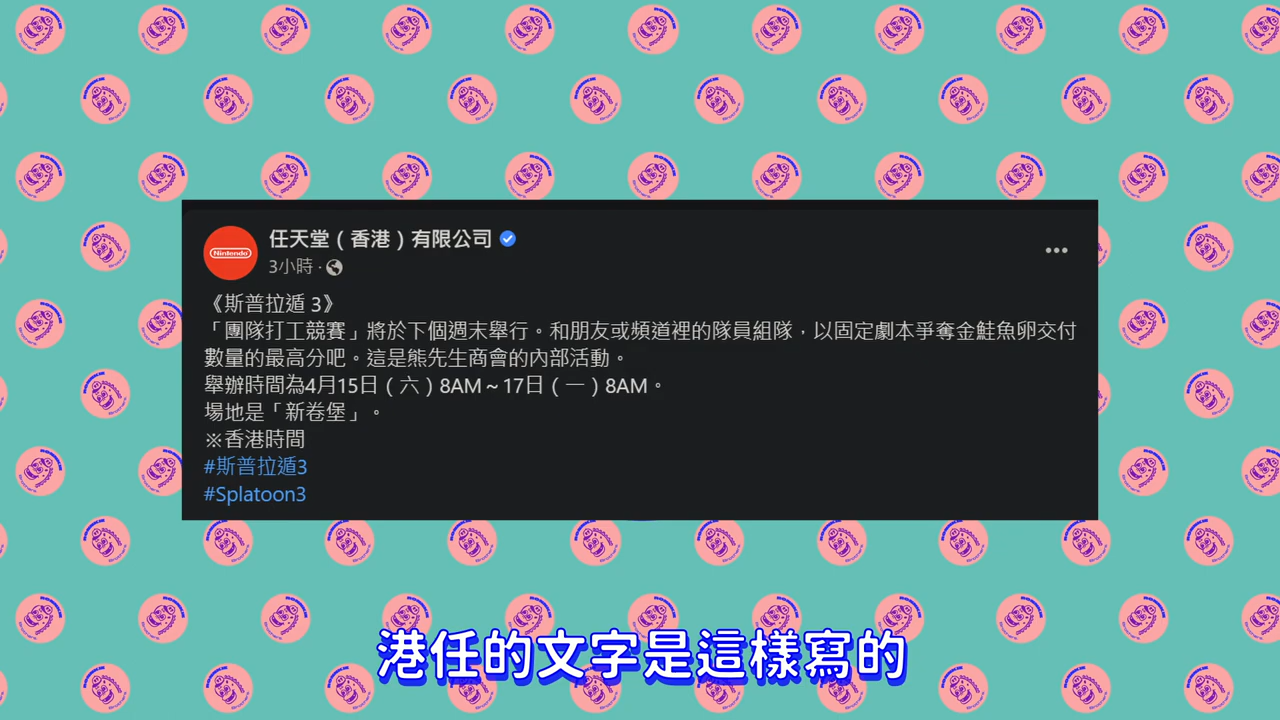 任天堂（香港）有限公司
Nintendo
3小時 ·
《斯普拉遁 3》
「團隊打工競賽」將於下個週末舉行。和朋友或頻道裡的隊員組隊，以固定劇本爭奪金鮭魚卵交付
數量的最高分吧。這是熊先生商會的內部活動。
舉辦時間為4月15日（六）8AM～17日（一）8AM。
場地是「新卷堡」。
※香港時間
#斯普拉遁3
#Splatoon3
港任的文字是這樣寫的